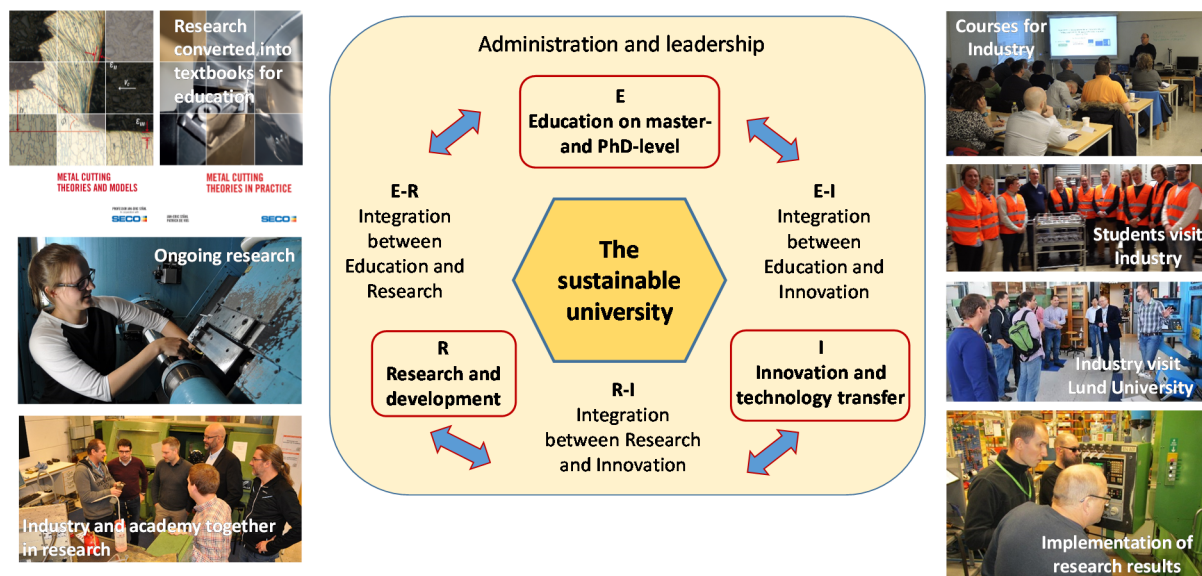 Research
converted into
textbooks for
education
METAL CUTTING
THEORIES AND MODELS
SECO
METAL CUTTING
THEORIES IN PRACTICE
SECO
Ongoing research
Industry and academy together
in research
Administration and leadership
E
Education on master-
and PhD-level
E-R
Integration
between
Education and
Research
E-I
Integration
between
Education and
Innovation
The
sustainable
university
R
Research and
development
I
Innovation and
technology transfer
R-I
Integration
between Research
and Innovation
Courses for
Industry
Students visit
Industry
Industry visit
Lund University
Implementation of
research results